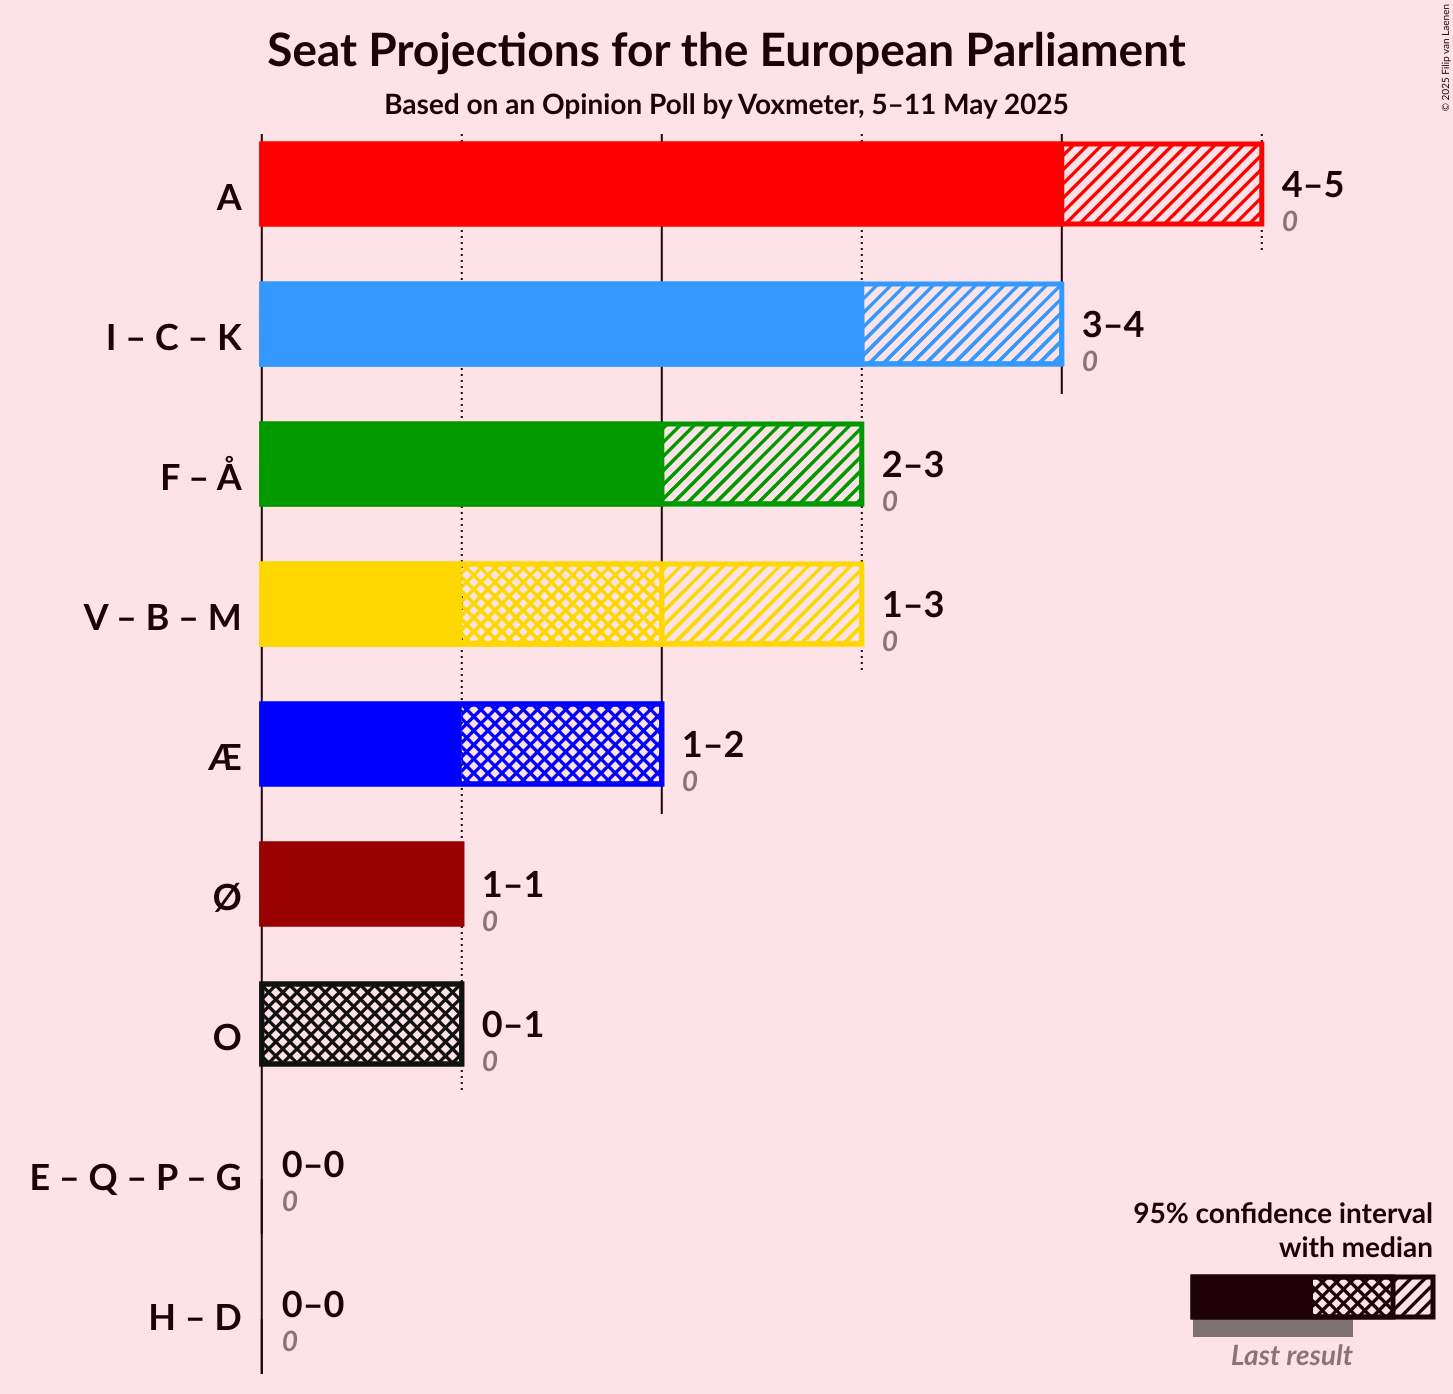 Seat Projections for the European Parliament
Based on an Opinion Poll by Voxmeter, 5–11 May 2025
© 2025 Filip van Laenen
A
4–5
0
I – C – K
3–4
0
F – Å
2–3
0
V – B – M
1–3
0
Æ
1–2
0
Ø
1–1
0
O
0–1
0
E – Q – P – G
0–0
0
H – D
0–0
0
95% confidence interval
with median
Last result